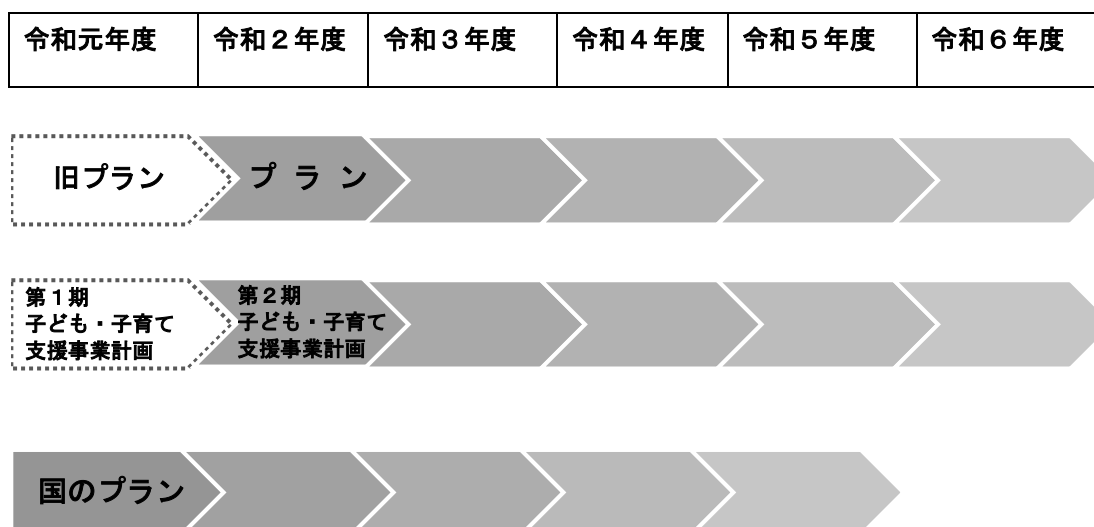 令和元年度 令和２年度 令和３年度 令和４年度 令和５年度 令和６年度
旧プラン プ ラ ン
第１期
子ども・子育て
支援事業計画
第２期
子ども・子育て
支援事業計画
国のプラン